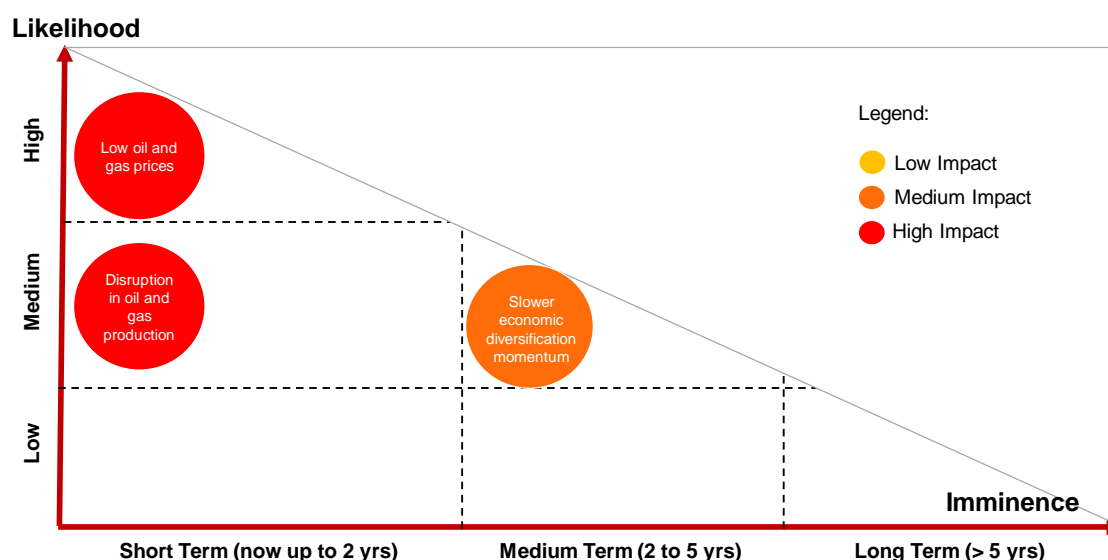 Likelihood
High
Medium
Low
Low oil and
gas prices
Disruption
in oil and
gas
production
Slower
economic
diversification
momentum
Legend:
Low Impact
Medium Impact
High Impact
Imminence
Short Term (now up to 2 yrs)
Medium Term (2 to 5 yrs)
Long Term (> 5 yrs)